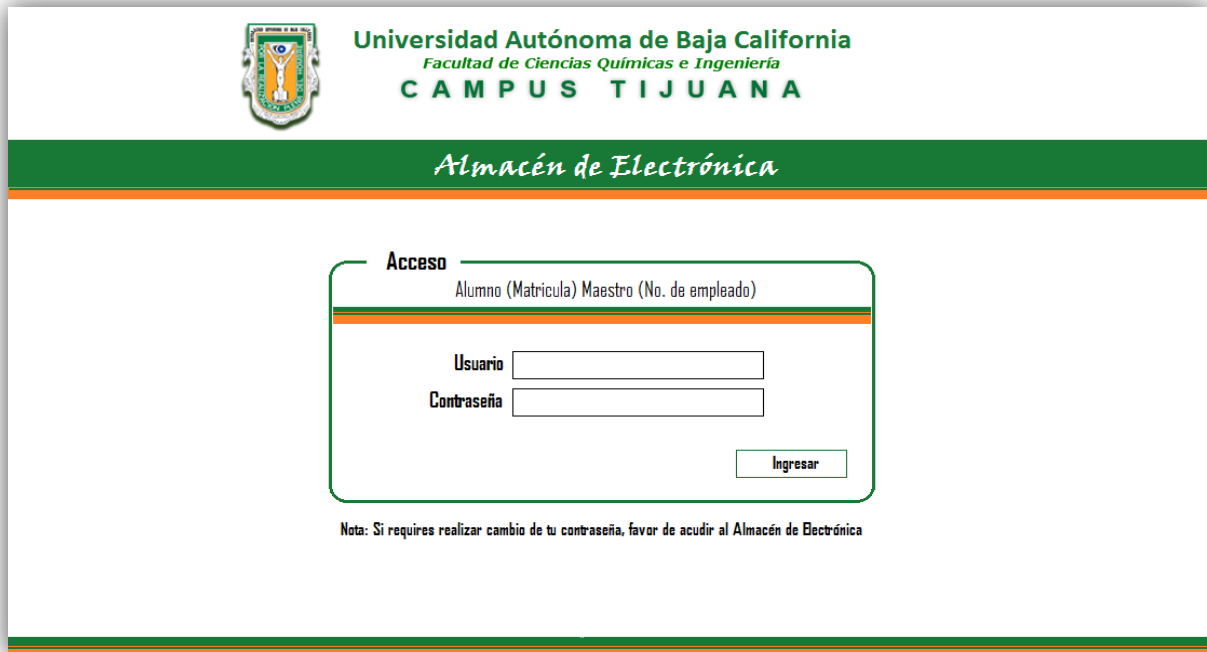 Universidad Autónoma de Baja California
Facultad de Ciencias Químicas e Ingeniería
CAMPUS TIJUANA
Almacén de Electrónica
Acceso
Alumno (Matricula) Maestro (No. de empleado)
Usuario
Contraseña
Ingresar
Nota: Si requires realizar cambio de tu contraseña, favor de acudir al Almacén de Electrónica